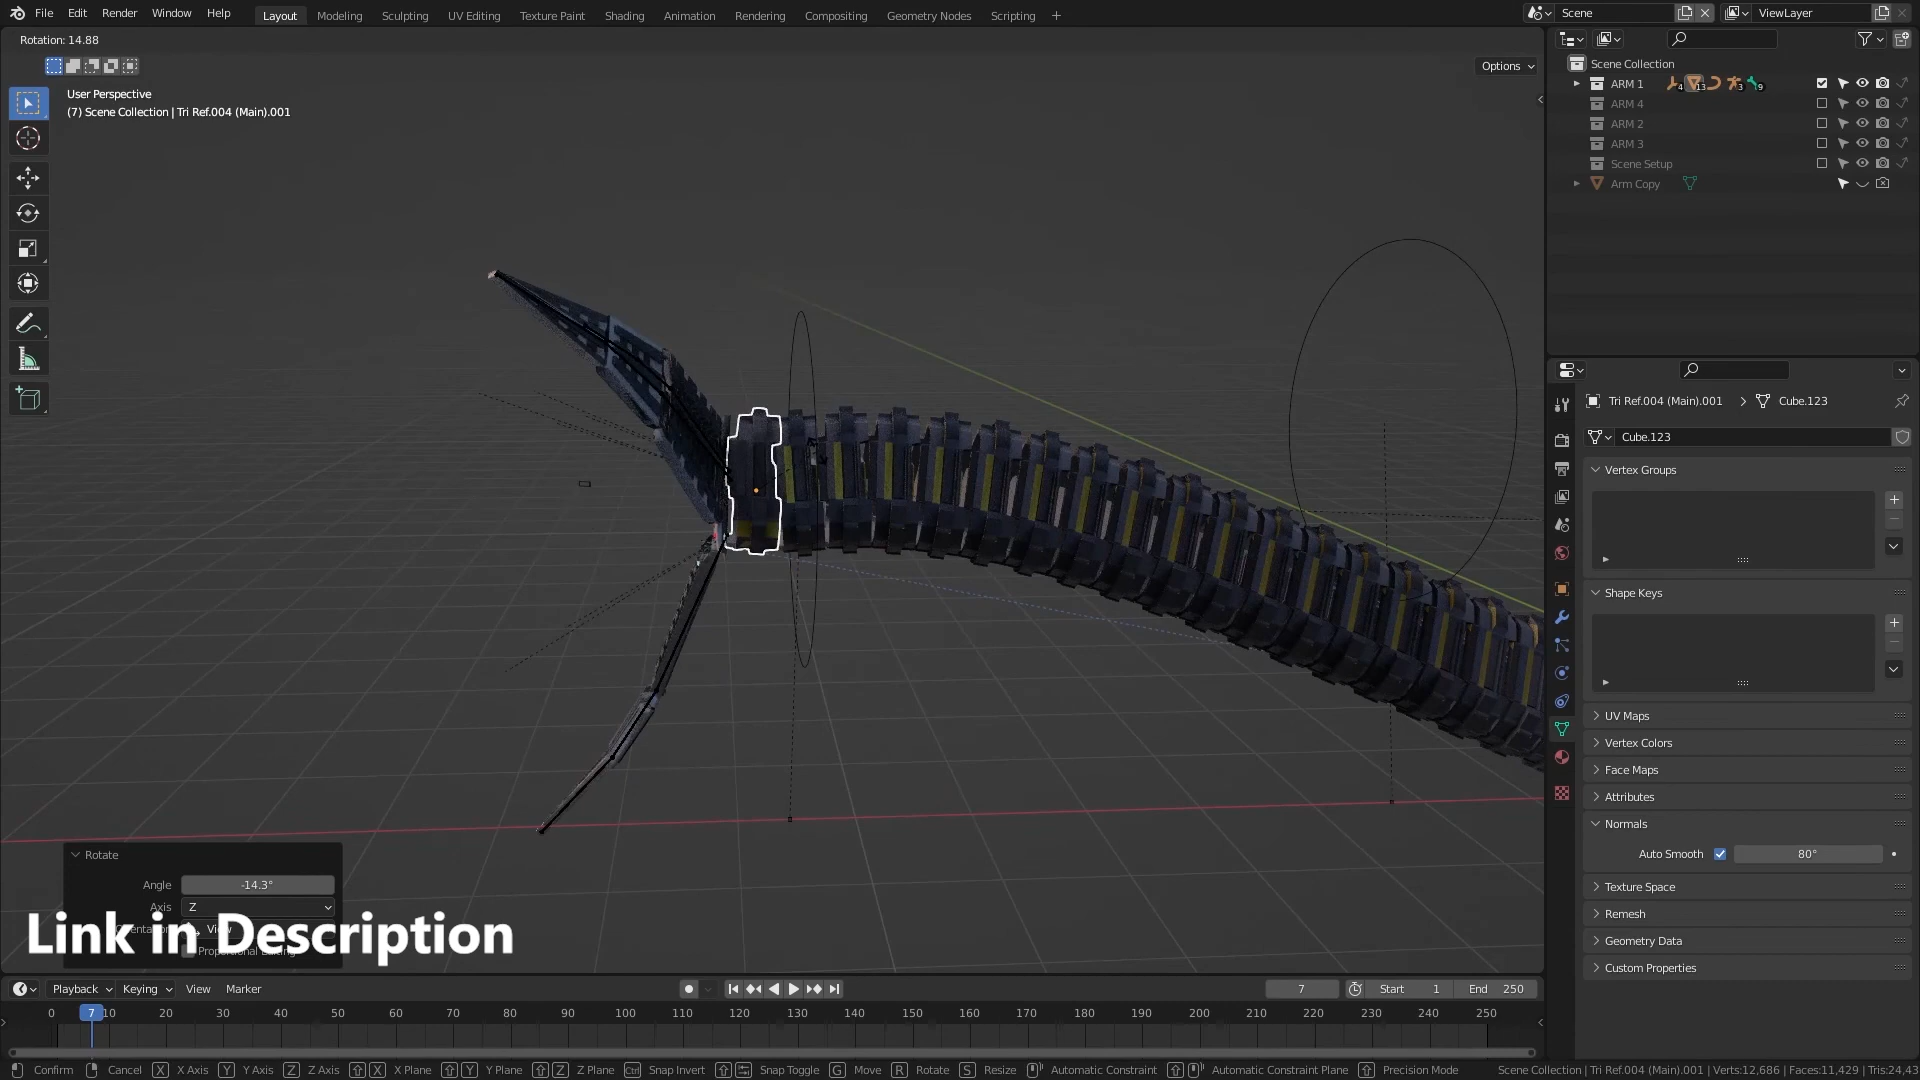 File Edit Render Window Help
Layout Modeling Sculpting UV Editing Texture Paint Shading Animation Rendering Compositing Geometry Nodes Scripting +
Scene
ViewLayer
Rotation: 14.88
Options
User Perspective
(7) Scene Collection | Tri Ref.004 (Main).001
Scene Collection
ARM 1 4 13 3 9
ARM 4
ARM 2
ARM 3
Scene Setup
Arm Copy
Tri Ref.004 (Main).001 > Cube.123
Cube.123
Vertex Groups
Shape Keys
UV Maps
Vertex Colors
Face Maps
Attributes
Normals
Auto Smooth 80°
Texture Space
Remesh
Geometry Data
Custom Properties
Rotate
Angle -14.3°
Axis Z
View
Link in Description
Playback Keying View Marker
7 Start 1 End 250
0 7 10 20 30 40 50 60 70 80 90 100 110 120 130 140 150 160 170 180 190 200 210 220 230 240 250
Confirm Cancel X X Axis Y Y Axis Z Z Axis X X Plane Y Y Plane Z Z Plane Ctrl Snap Invert Snap Toggle G Move R Rotate S Resize Automatic Constraint Automatic Constraint Plane Precision Mode
Scene Collection | Tri Ref.004 (Main).001 | Verts:12,686 | Faces:11,429 | Tris:24,43